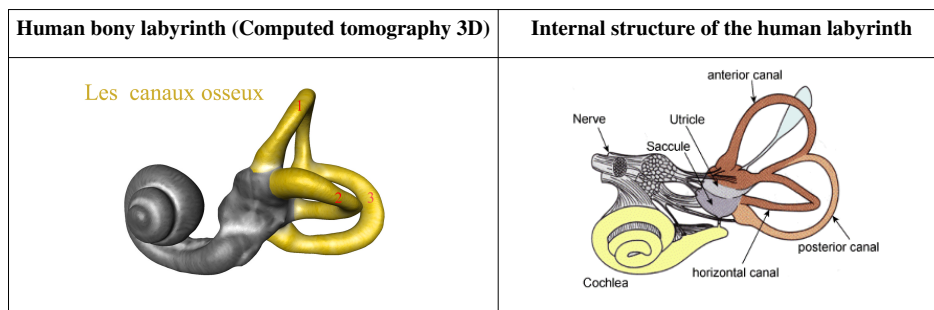 Human bony labyrinth (Computed tomography 3D)
Internal structure of the human labyrinth
Les canaux osseux
1
2
3
anterior canal
Nerve
Utricle
Saccule
posterior canal
horizontal canal
Cochlea